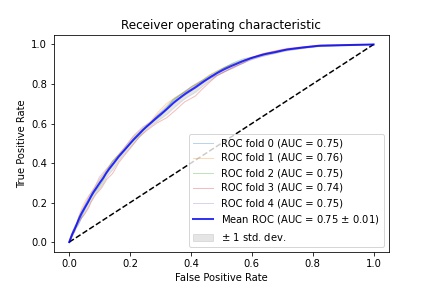 Receiver operating characteristic
True Positive Rate
1.0
0.8
0.6
0.4
0.2
0.0
ROC fold 0 (AUC = 0.75)
ROC fold 1 (AUC = 0.76)
ROC fold 2 (AUC = 0.75)
ROC fold 3 (AUC = 0.74)
ROC fold 4 (AUC = 0.75)
Mean ROC (AUC = 0.75 ± 0.01)
± 1 std. dev.
0.0 0.2 0.4 0.6 0.8 1.0
False Positive Rate